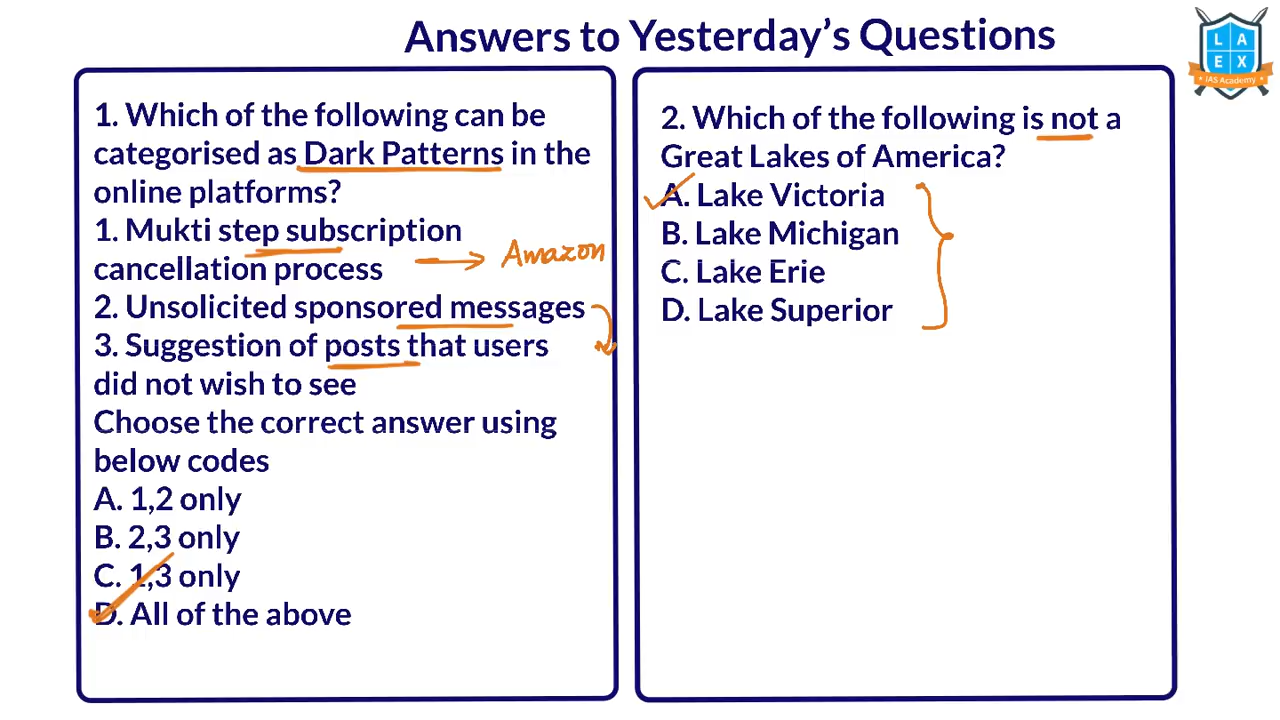 Answers to Yesterday's Questions
L A
E X
IAS Academy
1. Which of the following can be
categorised as Dark Patterns in the
online platforms?
1. Mukti step subscription
cancellation process
Amazon
2. Unsolicited sponsored messages
3. Suggestion of posts that users
did not wish to see
Choose the correct answer using
below codes
A. 1,2 only
B. 2,3 only
C. 1,3 only
D. All of the above
2. Which of the following is not a
Great Lakes of America?
A. Lake Victoria
B. Lake Michigan
C. Lake Erie
D. Lake Superior